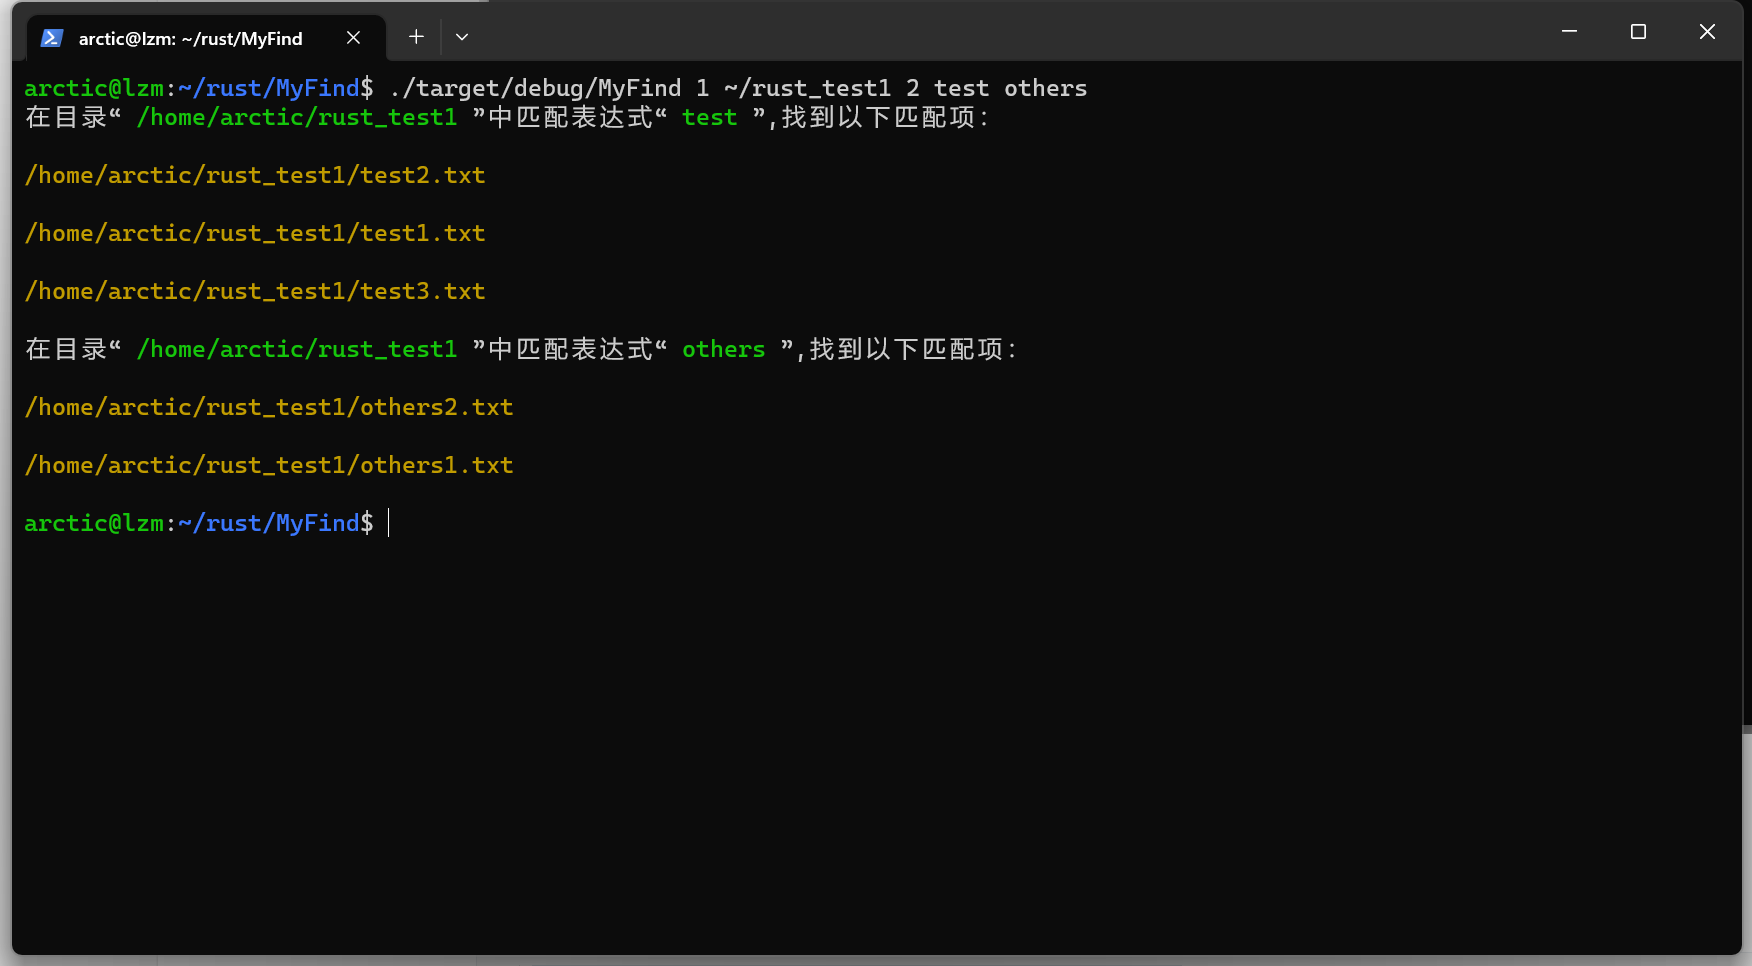 arctic@lzm: ~/rust/MyFind
arctic@lzm:~/rust/MyFind$ ./target/debug/MyFind 1 ~/rust_test1 2 test others
在目录“ /home/arctic/rust_test1 ”中匹配表达式“ test ”,找到以下匹配项:
/home/arctic/rust_test1/test2.txt
/home/arctic/rust_test1/test1.txt
/home/arctic/rust_test1/test3.txt
在目录“ /home/arctic/rust_test1 ”中匹配表达式“ others ”,找到以下匹配项:
/home/arctic/rust_test1/others2.txt
/home/arctic/rust_test1/others1.txt
arctic@lzm:~/rust/MyFind$